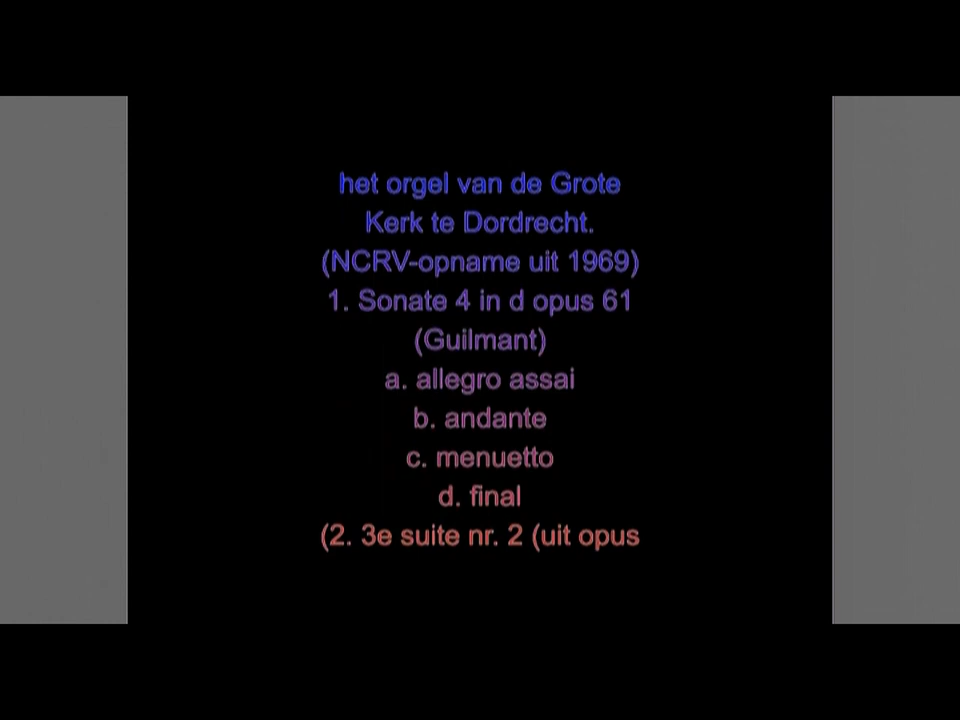 het orgel van de Grote
Kerk te Dordrecht.
(NCRV-opname uit 1969)
1. Sonate 4 in d opus 61
(Guilmant)
a. allegro assai
b. andante
c. menuetto
d. final
(2. 3e suite nr. 2 (uit opus